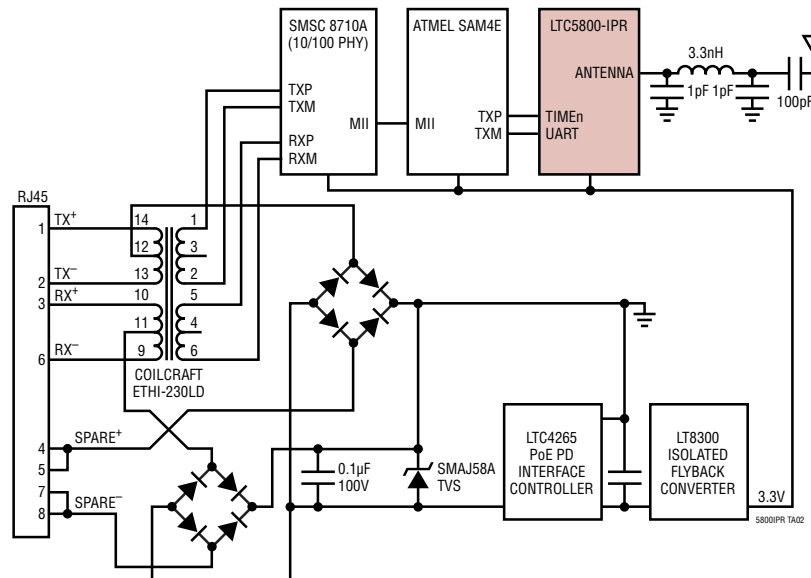 SMSC 8710A
(10/100 PHY)
TXP
TXM
RXP
RXM
MII
ATMEL SAM4E
MII
TXP
TXM
LTC5800-IPR
ANTENNA
TIMEn
UART
3.3nH
1pF
1pF
100pF
RJ45
1
TX+
2
TX−
3
RX+
6
RX−
4
SPARE+
5
7
8
SPARE−
14
12
13
10
11
9
1
3
2
5
4
6
COILCRAFT
ETHI-230LD
0.1µF
100V
SMAJ58A
TVS
LTC4265
PoE PD
INTERFACE
CONTROLLER
LT8300
ISOLATED
FLYBACK
CONVERTER
3.3V
5800IPR TA02